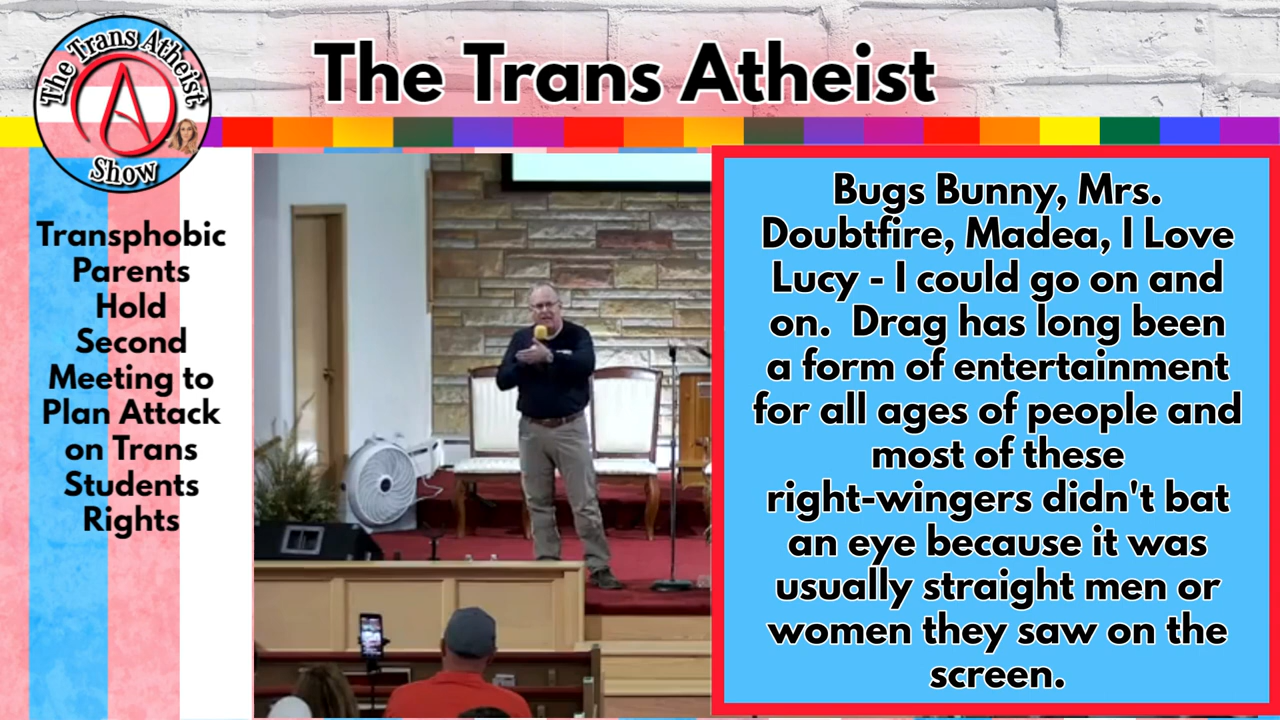 The Trans Atheist
Show
The Trans Atheist
Transphobic
Parents
Hold
Second
Meeting to
Plan Attack
on Trans
Students
Rights
Bugs Bunny, Mrs.
Doubtfire, Madea, I Love
Lucy - I could go on and
on.  Drag has long been
a form of entertainment
for all ages of people and
most of these
right-wingers didn't bat
an eye because it was
usually straight men or
women they saw on the
screen.